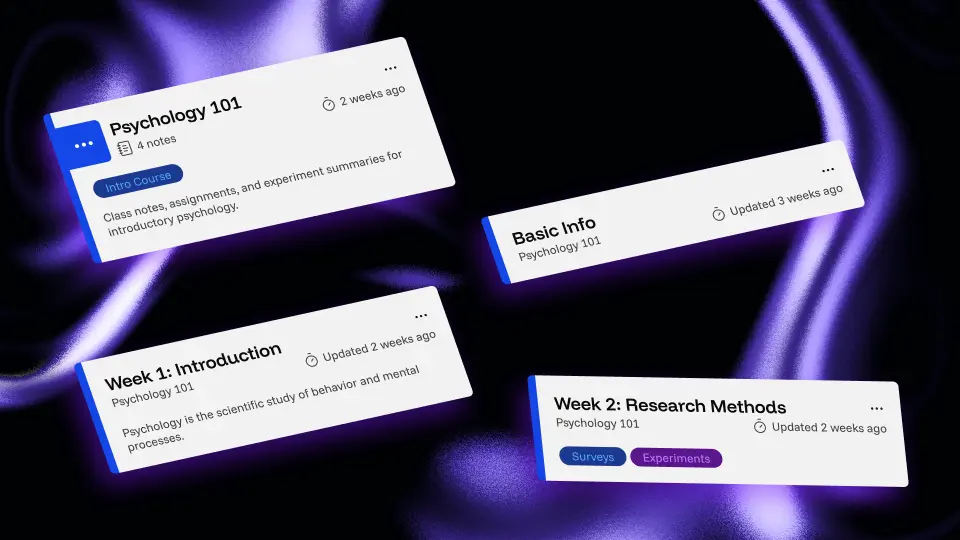 Psychology 101
4 notes
2 weeks ago
Intro Course
Class notes, assignments, and experiment summaries for
introductory psychology.
Basic Info
Psychology 101
Updated 3 weeks ago
Week 1: Introduction
Psychology 101
Updated 2 weeks ago
Psychology is the scientific study of behavior and mental
processes.
Week 2: Research Methods
Psychology 101
Updated 2 weeks ago
Surveys
Experiments